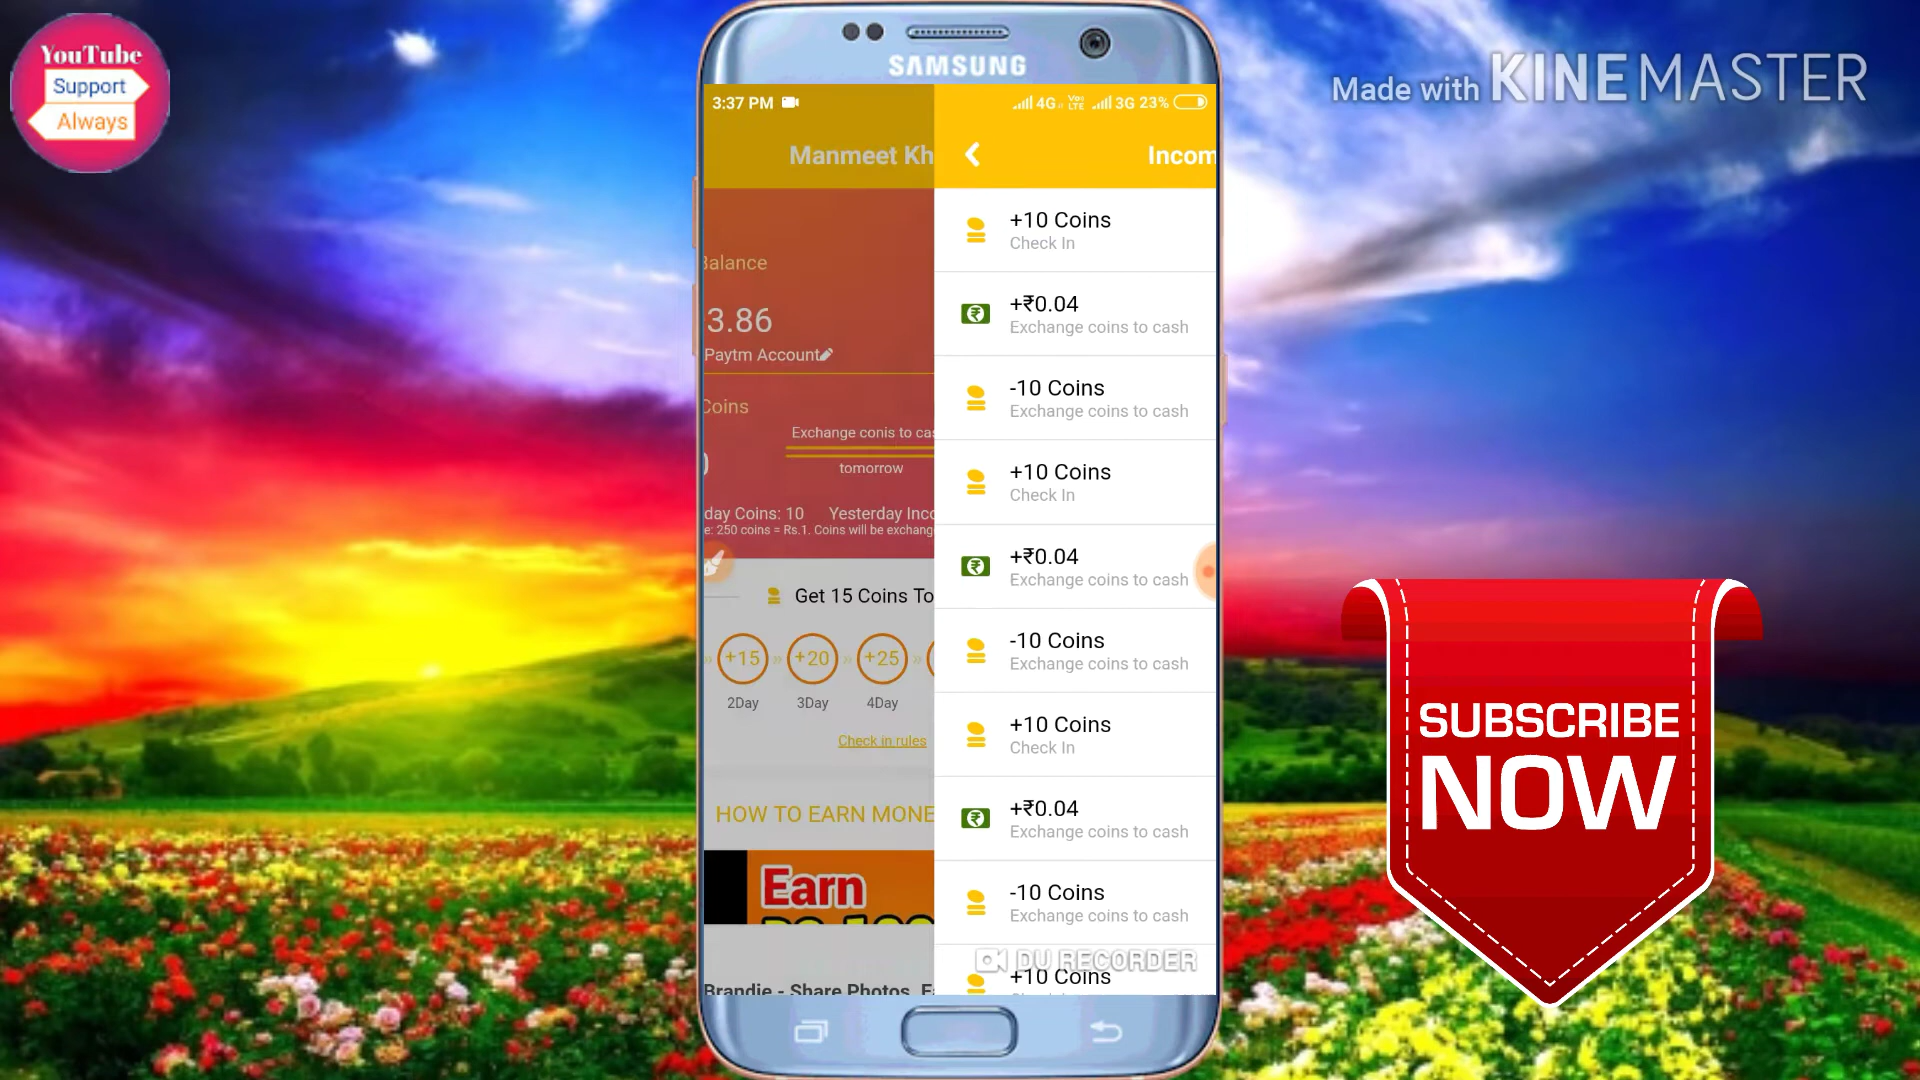 YouTube
Support
Always
Made with KINEMASTER
SAMSUNG
3:37 PM
4G Vo LTE 3G 23%
Manmeet Kh
Incom
Balance
3.86
Paytm Account
Coins
Exchange conis to cas
tomorrow
day Coins: 10 Yesterday Inco
e: 250 coins = Rs.1. Coins will be exchang
Get 15 Coins To
+15 » +20 » +25 »
2Day 3Day 4Day
Check in rules
HOW TO EARN MONE
Earn
Brandie - Share Photos, Ea
+10 Coins
Check In
+₹0.04
Exchange coins to cash
-10 Coins
Exchange coins to cash
+10 Coins
Check In
+₹0.04
Exchange coins to cash
-10 Coins
Exchange coins to cash
+10 Coins
Check In
+₹0.04
Exchange coins to cash
-10 Coins
Exchange coins to cash
DU RECORDER
+10 Coins
SUBSCRIBE
NOW